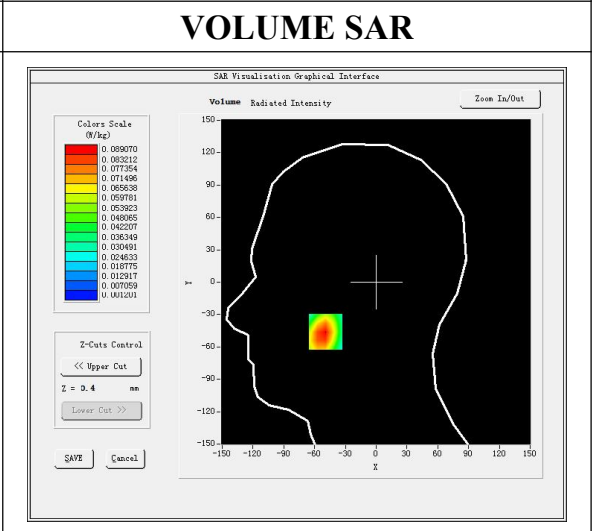 VOLUME SAR
SAR Visualisation Graphical Interface
Volume Radiated Intensity
Zoom In/Out
Colors Scale
(W/kg)
0.089070
0.083212
0.077354
0.071496
0.065638
0.059781
0.053923
0.048065
0.042207
0.036349
0.030491
0.024633
0.018775
0.012917
0.007059
0.001201
Z-Cuts Control
<< Upper Cut
Z = 0.4 mm
Lower Cut >>
SAVE Cancel
150
120
90
60
30
0
-30
-60
-90
-120
-150
Y
-150 -120 -90 -60 -30 0 30 60 90 120 150
X